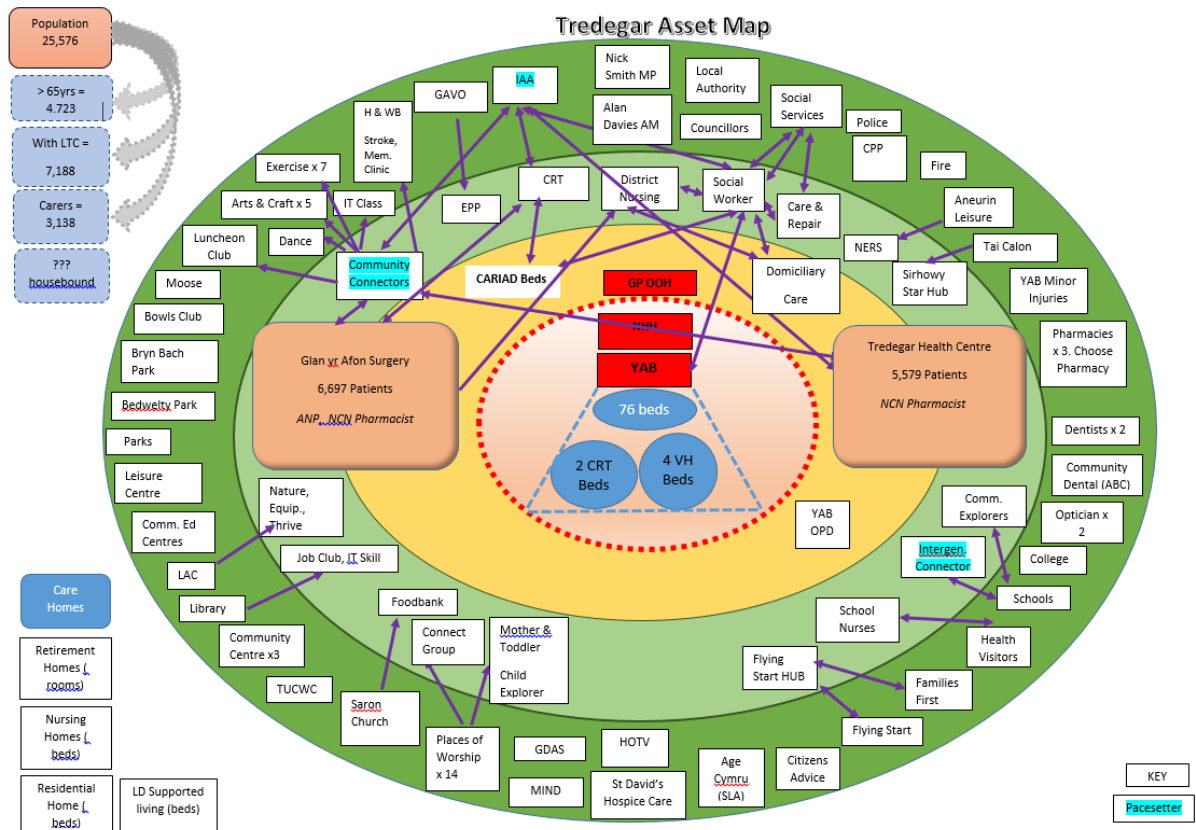 Tredegar Asset Map
Population
25,576
> 65yrs =
4.723
With LTC =
7,188
Carers =
3,138
???
housebound
GAVO
IAA
Nick
Smith MP
Local
Authority
Alan
Davies AM
Councillors
Social
Services
Police
CPP
Fire
H & WB
Stroke,
Mem.
Clinic
Exercise x 7
Arts & Craft x 5
IT Class
Luncheon
Club
Dance
Community
Connectors
EPP
CRT
District
Nursing
Social
Worker
Care &
Repair
Aneurin
Leisure
NERS
Tai Calon
Sirhowy
Star Hub
YAB Minor
Injuries
Moose
Bowls Club
Bryn Bach
Park
Bedwelty Park
Parks
Leisure
Centre
Comm. Ed
Centres
LAC
Library
CARIAD Beds
GP OOH
Domiciliary
Care
NHH
YAB
76 beds
2 CRT
Beds
4 VH
Beds
Glan yr Afon Surgery
6,697 Patients
ANP, NCN Pharmacist
Tredegar Health Centre
5,579 Patients
NCN Pharmacist
Pharmacies
x 3. Choose
Pharmacy
Dentists x 2
Community
Dental (ABC)
Optician x
2
College
Comm.
Explorers
Intergen.
Connector
Schools
YAB
OPD
School
Nurses
Health
Visitors
Flying
Start HUB
Families
First
Flying Start
Nature,
Equip.,
Thrive
Job Club, IT Skill
Foodbank
Connect
Group
Mother &
Toddler
Child
Explorer
Community
Centre x3
TUCWC
Saron
Church
Places of
Worship
x 14
GDAS
HOTV
MIND
St David's
Hospice Care
Age
Cymru
(SLA)
Citizens
Advice
Care
Homes
Retirement
Homes (
rooms)
Nursing
Homes (
beds)
Residential
Home (
beds)
LD Supported
living (beds)
KEY
Pacesetter